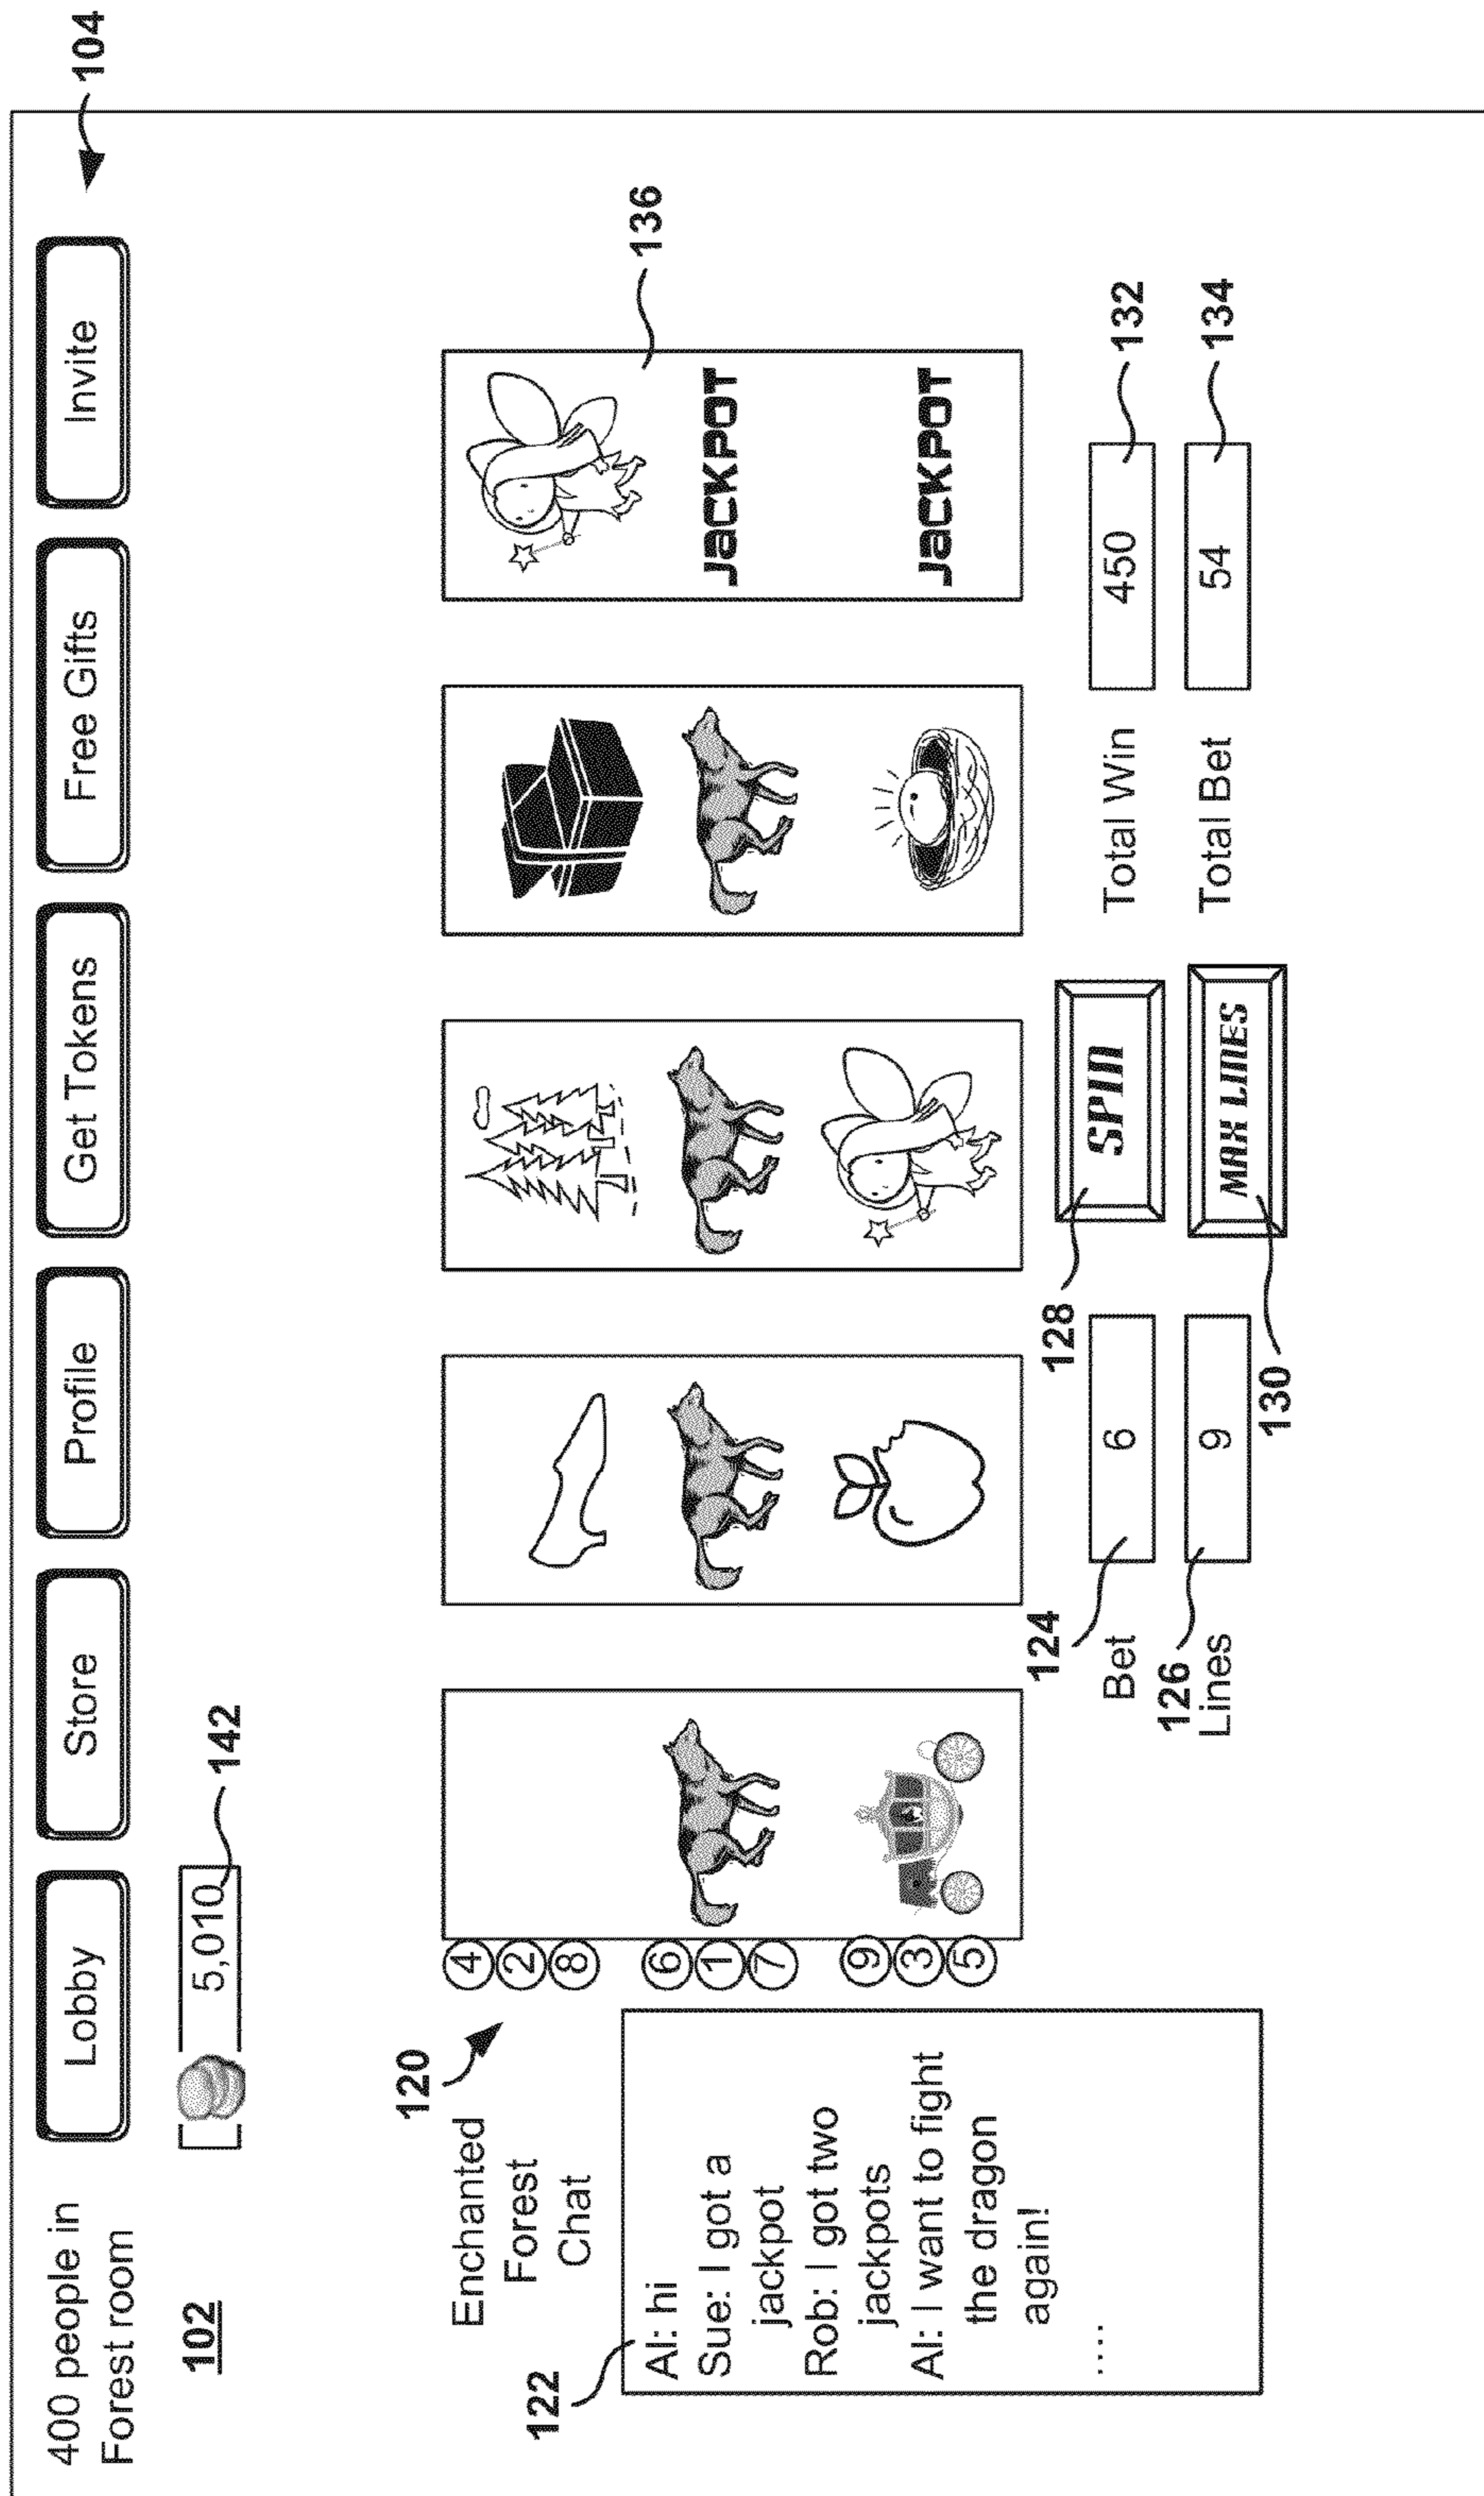 104
Lobby
Store
Profile
Get Tokens
Free Gifts
Invite
400 people in
Forest room
5,010
142
102
120
Enchanted
Forest
Chat
122
Al: hi
Sue: I got a
jackpot
Rob: I got two
jackpots
Al: I want to fight
the dragon
again!
....
4
2
8
6
1
7
9
3
5
136
JACKPOT
JACKPOT
124
Bet
6
126
Lines
9
128
SPIN
130
MAX LINES
Total Win
450
132
Total Bet
54
134